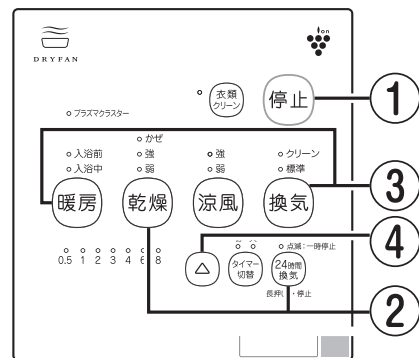 DRYFAN
ion
衣類
クリーン
停止
①
プラズマクラスター
かぜ
入浴前
強
強
クリーン
入浴中
弱
弱
標準
暖房
乾燥
涼風
換気
③
④
点滅:一時停止
0.5 1 2 3 4 6 8
タイマー
切替
24時間
換気
長押し・停止
②